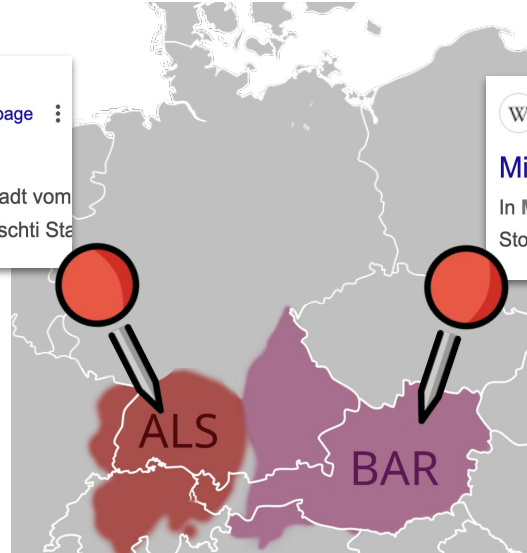 page
adt vom
schti Sta
W
Mi
In M
Sto
ALS
BAR